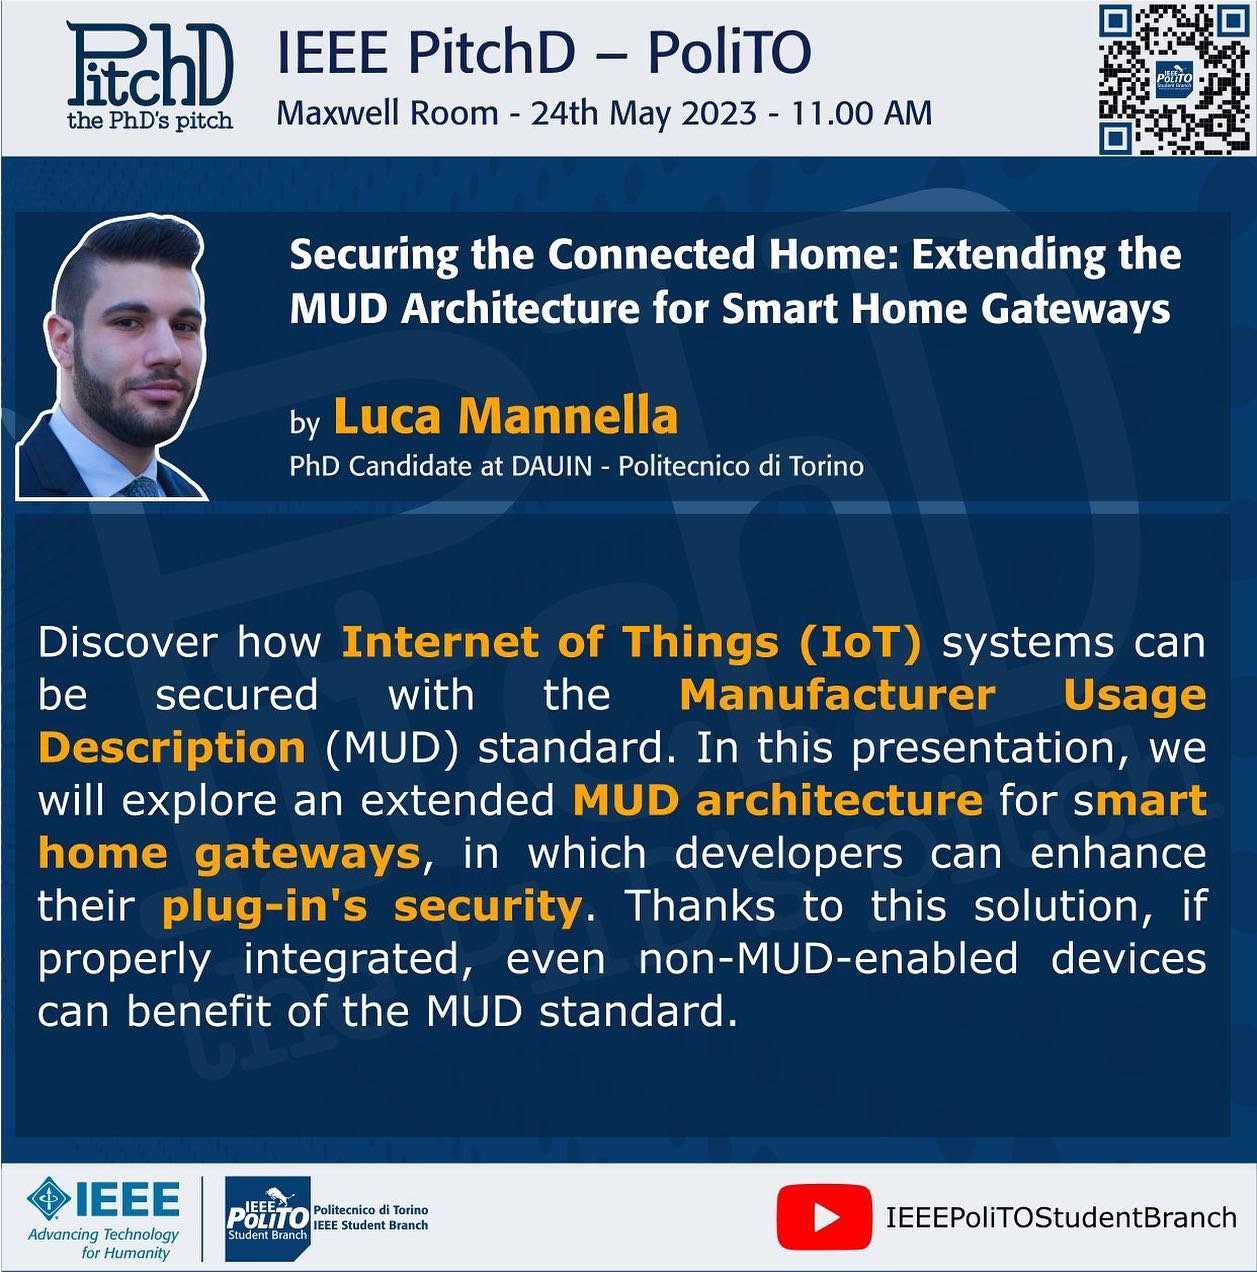 PitchD
the PhD's pitch
IEEE PitchD – PoliTO
Maxwell Room - 24th May 2023 - 11.00 AM
IEEE
POLITO
Student Branch
Securing the Connected Home: Extending the
MUD Architecture for Smart Home Gateways
by Luca Mannella
PhD Candidate at DAUIN - Politecnico di Torino
Discover how Internet of Things (IoT) systems can
be secured with the Manufacturer Usage
Description (MUD) standard. In this presentation, we
will explore an extended MUD architecture for smart
home gateways, in which developers can enhance
their plug-in's security. Thanks to this solution, if
properly integrated, even non-MUD-enabled devices
can benefit of the MUD standard.
PitchD
the PhD's pitch
IEEE
Advancing Technology
for Humanity
IEEE
POLITO
Student Branch
Politecnico di Torino
IEEE Student Branch
IEEEPoliTOStudentBranch